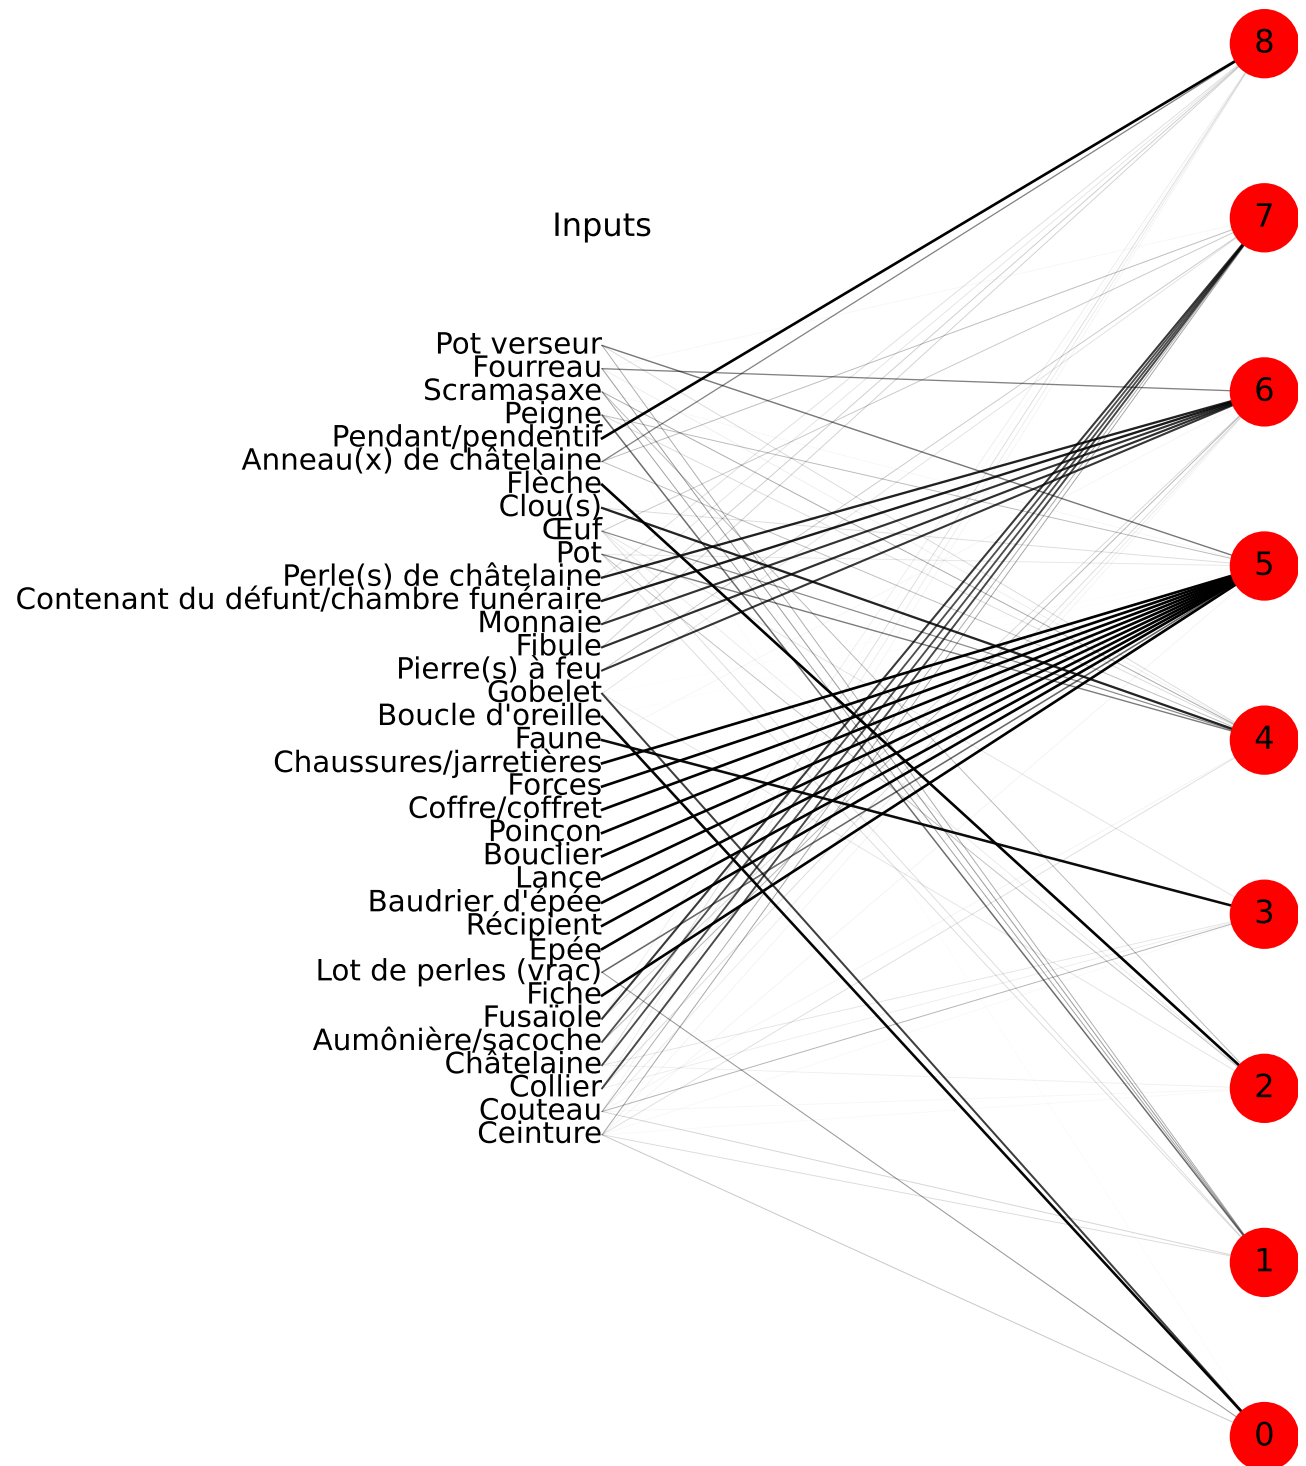 8
7
Inputs
Pot verseur
Fourreau
Scramasaxe
6
Peigne
Pendant/pendentif
Anneau(x) de châtelaine
Flèche
Clou(s)
Œuf
Pot
5
Perle(s) de châtelaine
Contenant du défunt/chambre funéraire
Monnaie
Fibule
Pierre(s) à feu
Gobelet
Boucle d'oreille
Faune
4
Chaussures/jarretières
Forces
Coffre/coffret
Poinçon
Bouclier
Lance
Baudrier d'épée
3
Récipient
Epée
Lot de perles (vrac)
Fiche
Fusaïole
Aumônière/sacoche
Châtelaine
Collier
2
Couteau
Ceinture
1
0